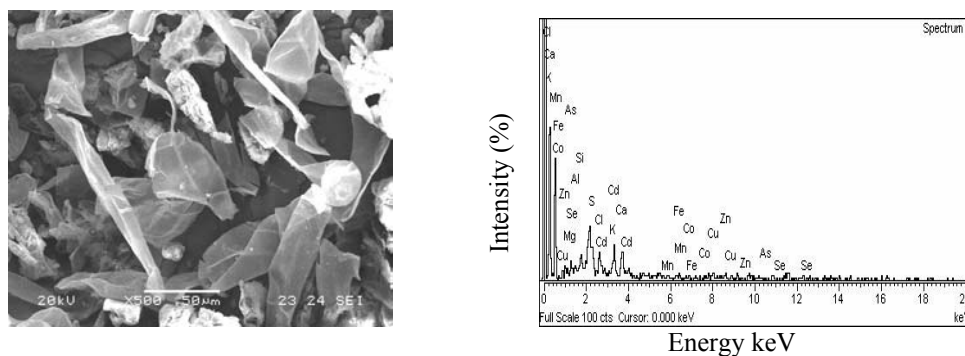 20kV X500 50µm 23 24 SEI
Spectrum
Intensity (%)
Cl
Ca
K
Mn
As
Fe
Co
Si
Al
Zn
Se
Mg
Cu
S
Cl
Cd
K
Cd
Ca
Cd
Fe
Co
Mn
Mn
Fe
Co
Cu
Zn
Cu
Zn
As
Se
Se
0 2 4 6 8 10 12 14 16 18 20
Full Scale 100 cts Cursor: 0.000 keV
keV
Energy keV